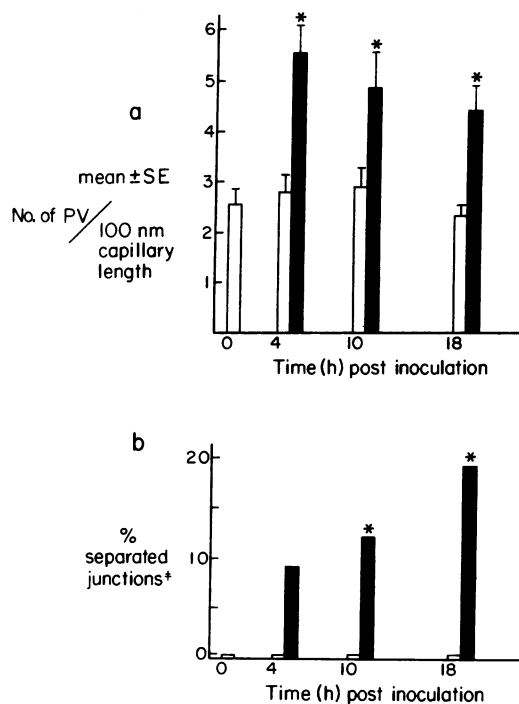 a
6
5
4
3
2
1
mean ±SE
No. of PV / 100 nm
capillary
length
*
*
*
0
4
10
18
Time (h) post inoculation
b
20
10
0
%
separated
junctions‡
*
*
0
4
10
18
Time (h) post inoculation